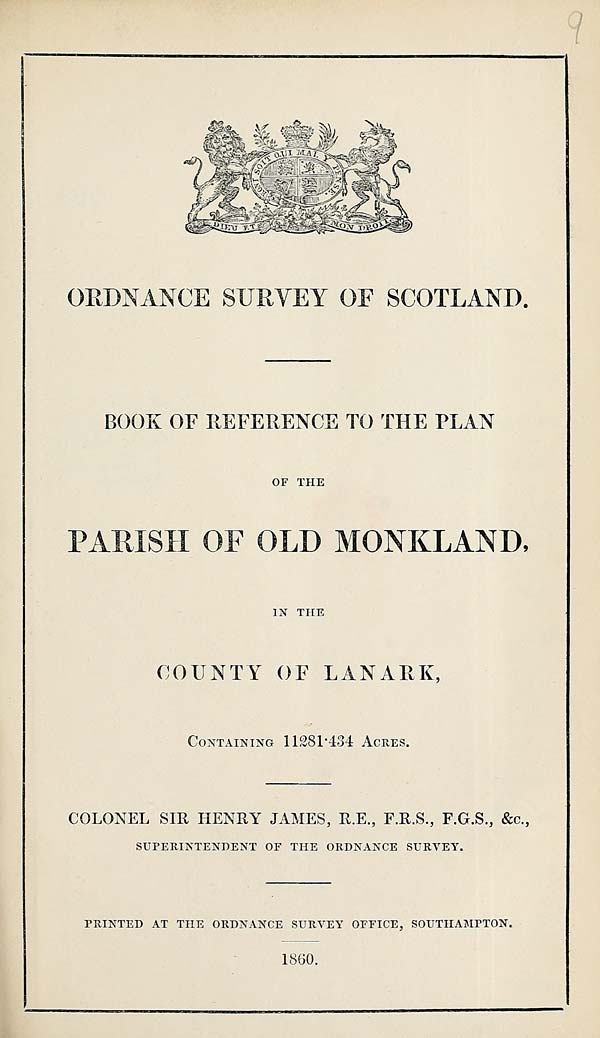 9
HONI SOIT QUI MAL Y PENSE
DIEU ET MON DROIT
ORDNANCE SURVEY OF SCOTLAND.
BOOK OF REFERENCE TO THE PLAN
OF THE
PARISH OF OLD MONKLAND,
IN THE
COUNTY OF LANARK,
CONTAINING 11281·434 ACRES.
COLONEL SIR HENRY JAMES, R.E., F.R.S., F.G.S., &c.,
SUPERINTENDENT OF THE ORDNANCE SURVEY.
PRINTED AT THE ORDNANCE SURVEY OFFICE, SOUTHAMPTON.
1860.